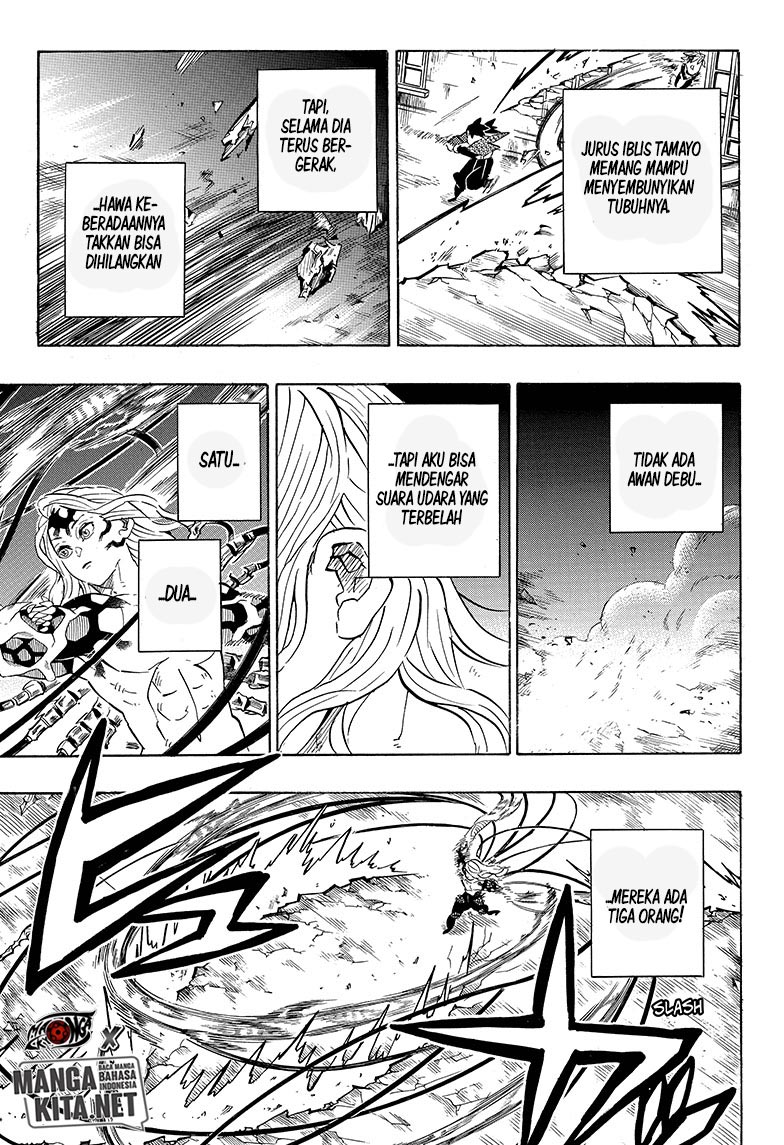 JURUS IBLIS TAMAYO
MEMANG MAMPU
MENYEMBUNYIKAN
TUBUHNYA.
TAPI,
SELAMA DIA
TERUS BER-
GERAK,
..HAWA KE-
BERADAANNYA
TAKKAN BISA
DIHILANGKAN
TIDAK ADA
AWAN DEBU...
..TAPI AKU BISA
MENDENGAR
SUARA UDARA YANG
TERBELAH
SATU...
...DUA....
...MEREKA ADA
TIGA ORANG!
SLASH
X
BACA MANGA
BAHASA
INDONESIA
MANGA
KITA.NET